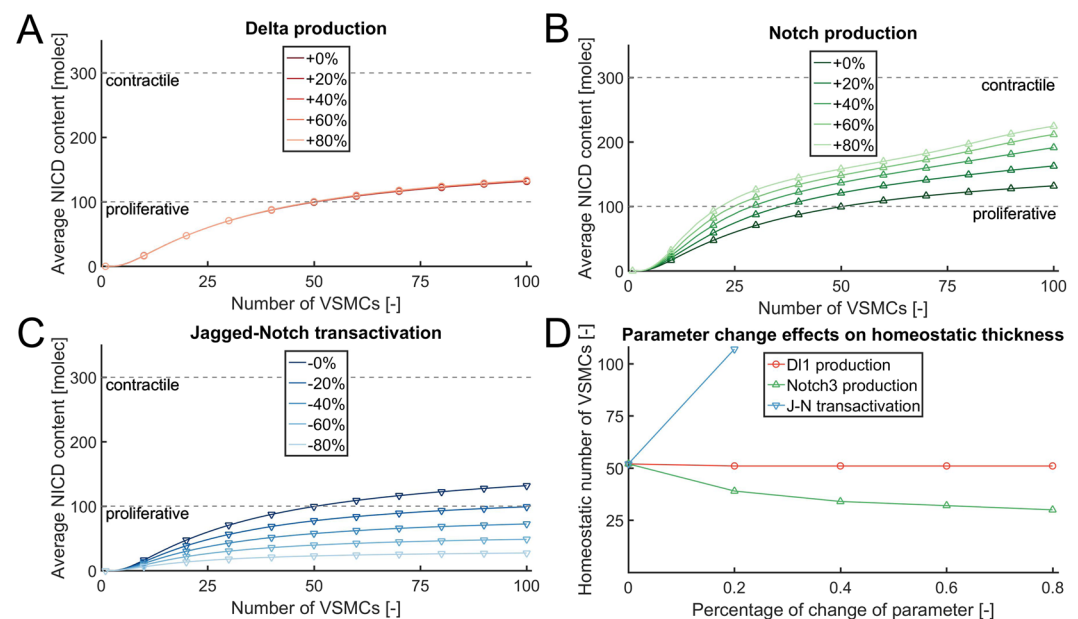 A
Delta production
Average NICD content [molec]
300
200
100
0
contractile
proliferative
+0%
+20%
+40%
+60%
+80%
0
25
50
75
100
Number of VSMCs [-]
B
Notch production
Average NICD content [molec]
300
200
100
0
contractile
proliferative
+0%
+20%
+40%
+60%
+80%
0
25
50
75
100
Number of VSMCs [-]
C
Jagged-Notch transactivation
Average NICD content [molec]
300
200
100
0
contractile
proliferative
-0%
-20%
-40%
-60%
-80%
0
25
50
75
100
Number of VSMCs [-]
D
Parameter change effects on homeostatic thickness
Homeostatic number of VSMCs [-]
100
75
50
25
Dl1 production
Notch3 production
J-N transactivation
0
0.2
0.4
0.6
0.8
Percentage of change of parameter [-]